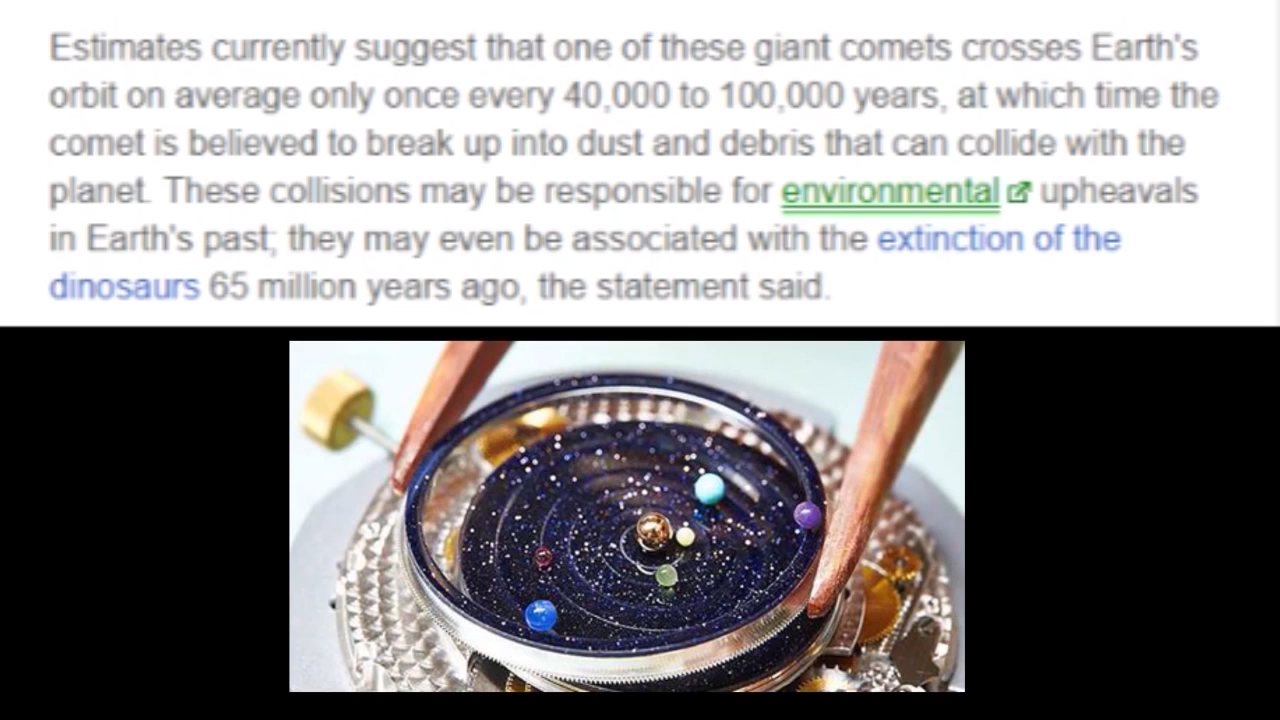 Estimates currently suggest that one of these giant comets crosses Earth's
orbit on average only once every 40,000 to 100,000 years, at which time the
comet is believed to break up into dust and debris that can collide with the
planet. These collisions may be responsible for environmental upheavals
in Earth's past; they may even be associated with the extinction of the
dinosaurs 65 million years ago, the statement said.